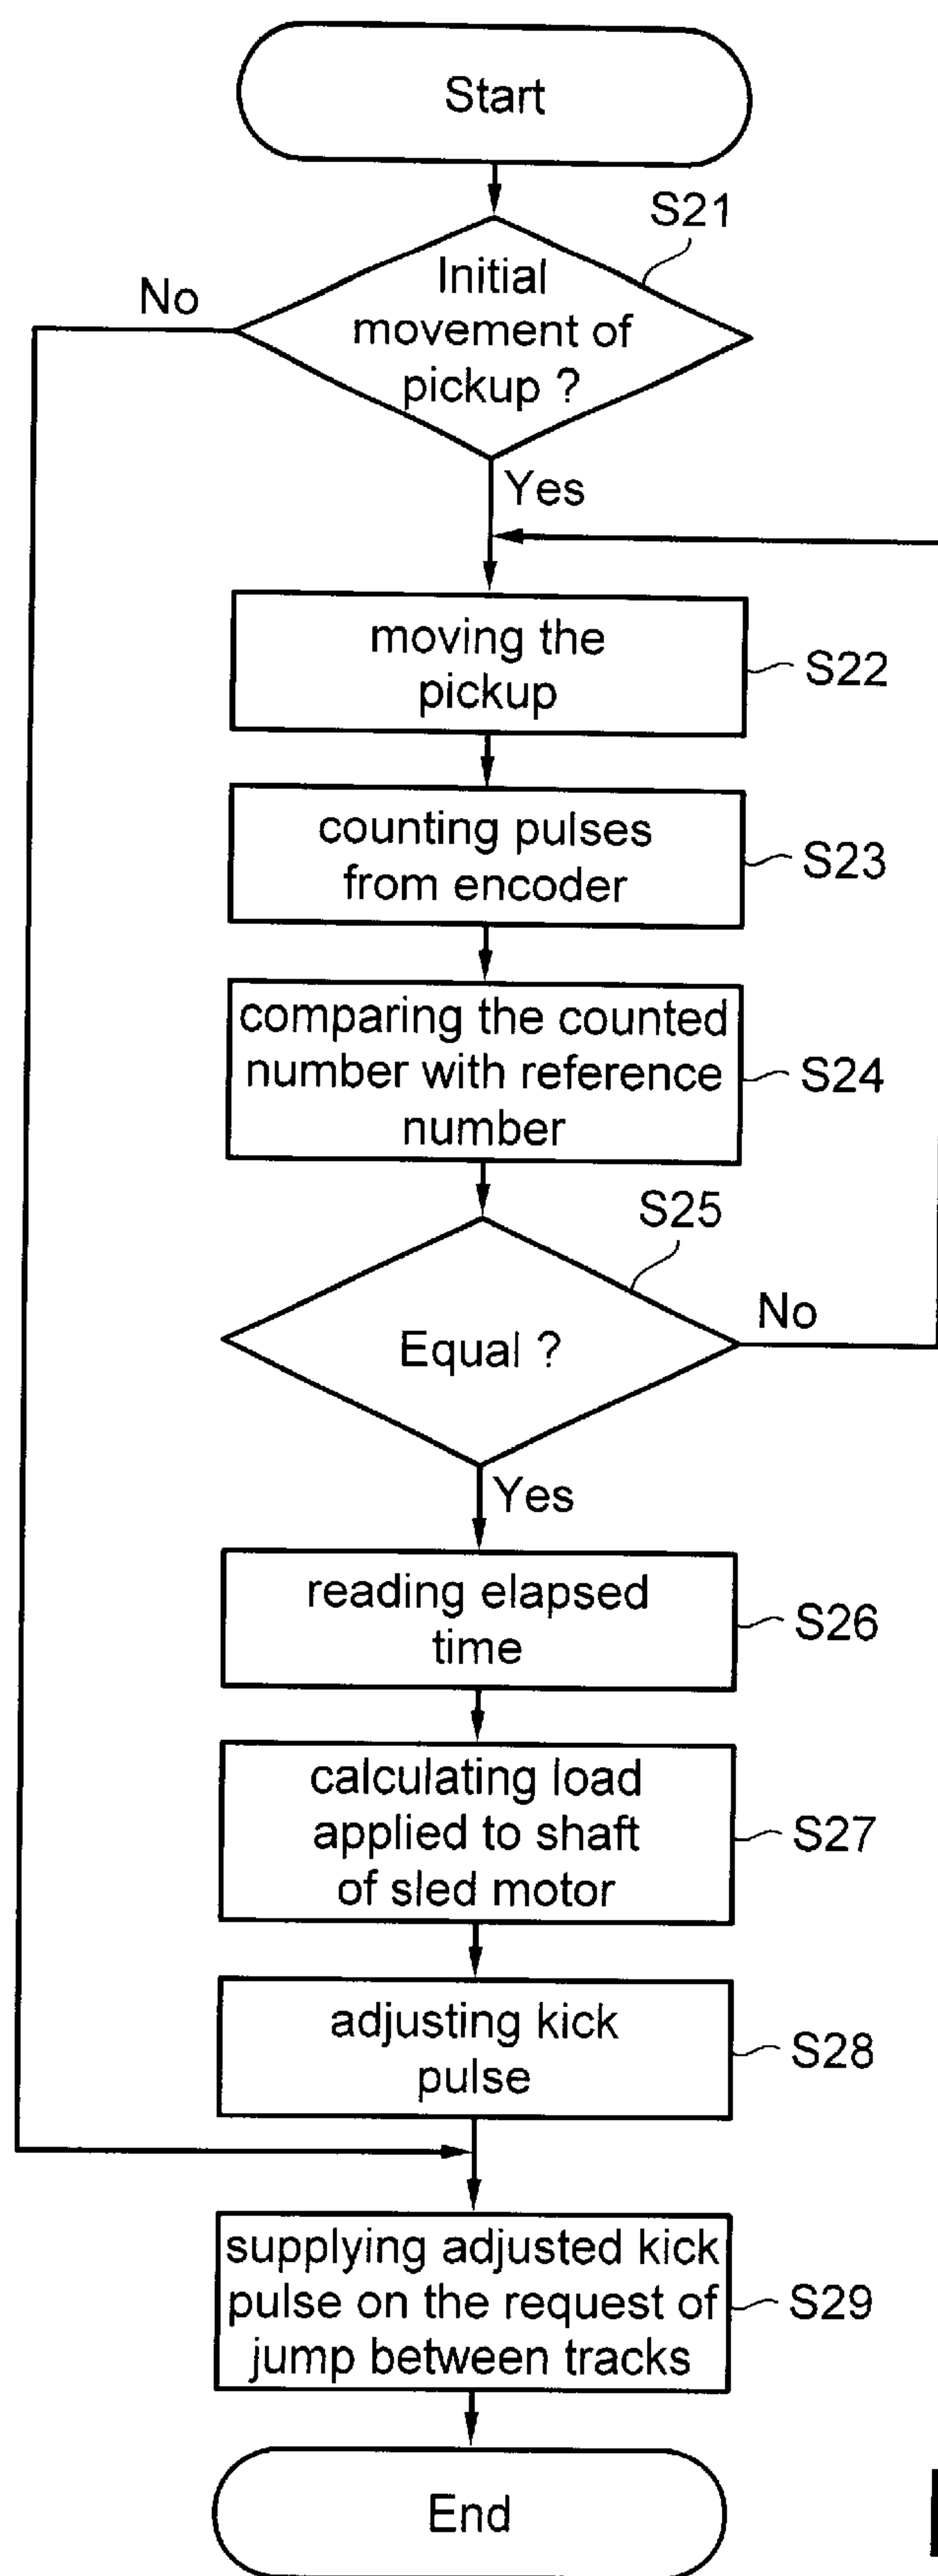 Start
S21
No
Initial
movement of
pickup ?
Yes
moving the
pickup
S22
counting pulses
from encoder
S23
comparing the counted
number with reference
number
S24
S25
Equal ?
No
Yes
reading elapsed
time
S26
calculating load
applied to shaft
of sled motor
S27
adjusting kick
pulse
S28
supplying adjusted kick
pulse on the request of
jump between tracks
S29
End